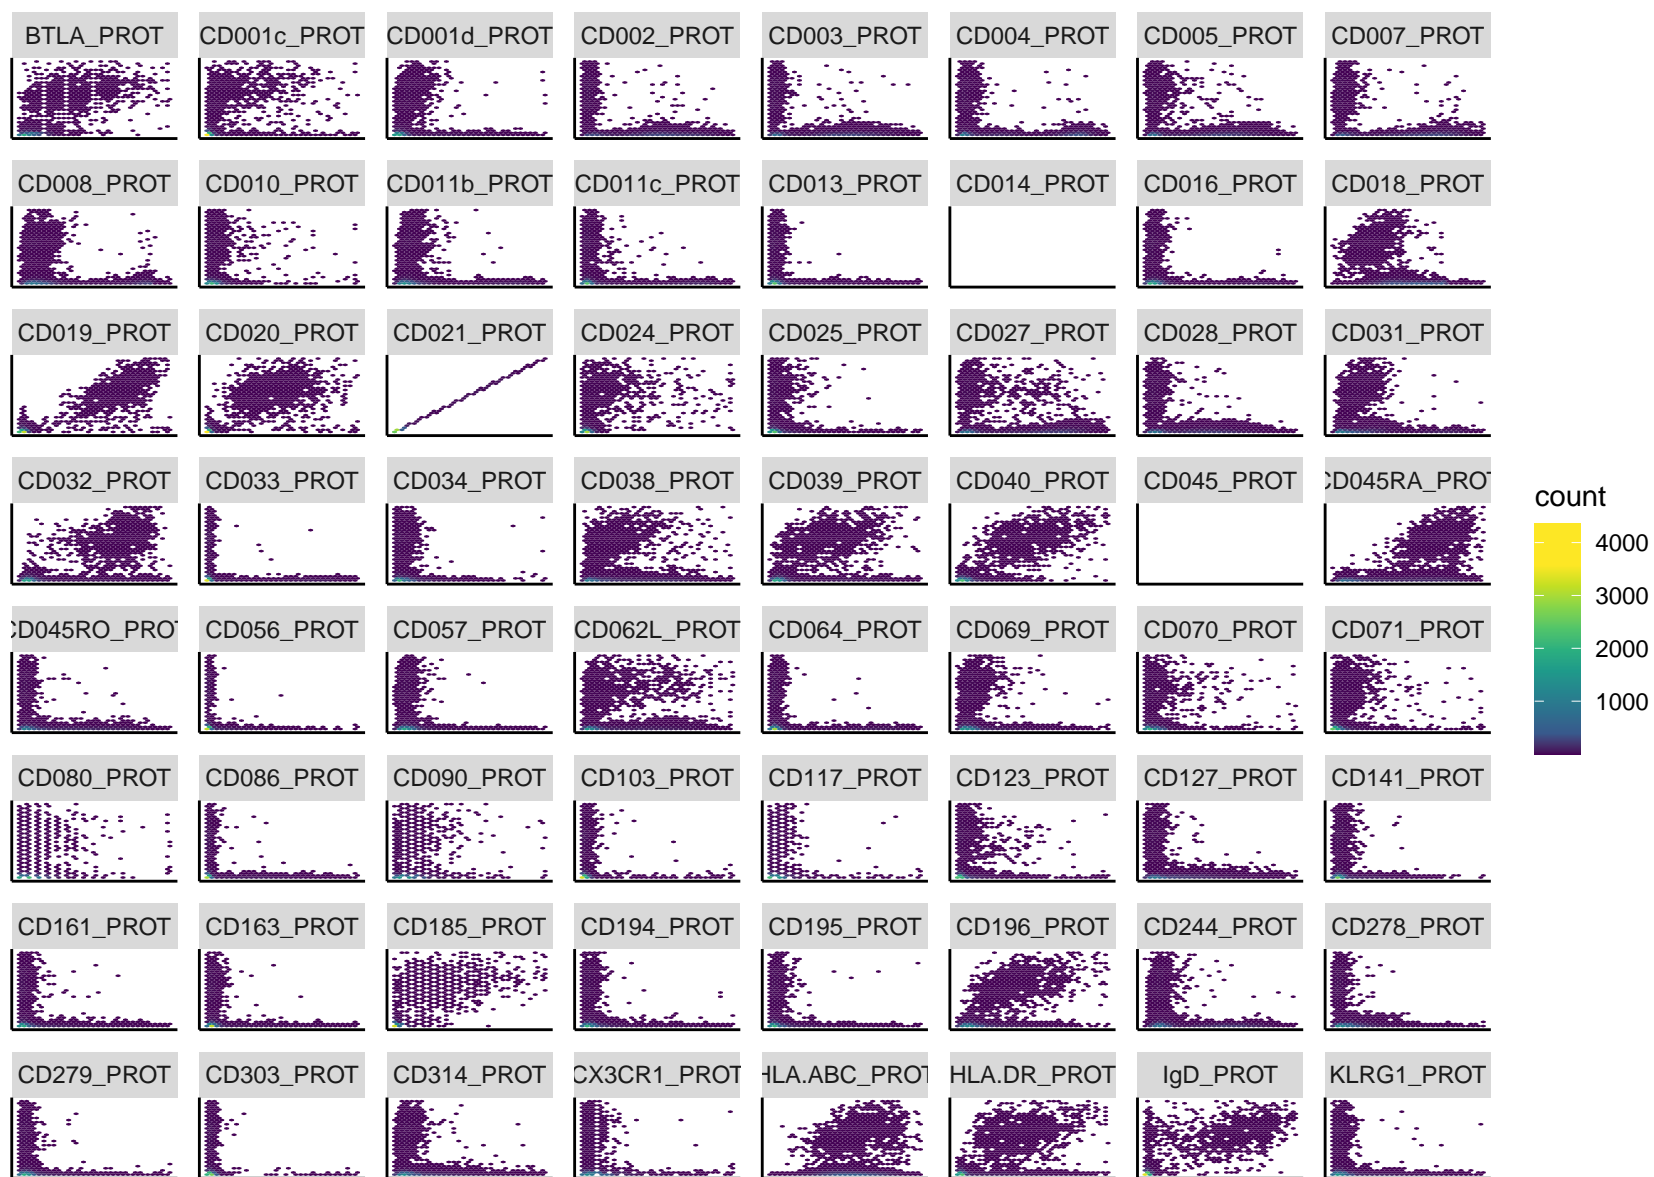 BTLA_PROT CD001c_PROT CD001d_PROT CD002_PROT CD003_PROT CD004_PROT CD005_PROT CD007_PROT
CD008_PROT CD010_PROT CD011b_PROT CD011c_PROT CD013_PROT CD014_PROT CD016_PROT CD018_PROT
CD019_PROT CD020_PROT CD021_PROT CD024_PROT CD025_PROT CD027_PROT CD028_PROT CD031_PROT
CD032_PROT CD033_PROT CD034_PROT CD038_PROT CD039_PROT CD040_PROT CD045_PROT CD045RA_PROT
count
4000
3000
2000
1000
CD045RO_PROT CD056_PROT CD057_PROT CD062L_PROT CD064_PROT CD069_PROT CD070_PROT CD071_PROT
CD080_PROT CD086_PROT CD090_PROT CD103_PROT CD117_PROT CD123_PROT CD127_PROT CD141_PROT
CD161_PROT CD163_PROT CD185_PROT CD194_PROT CD195_PROT CD196_PROT CD244_PROT CD278_PROT
CD279_PROT CD303_PROT CD314_PROT CX3CR1_PROT HLA.ABC_PROT HLA.DR_PROT IgD_PROT KLRG1_PROT